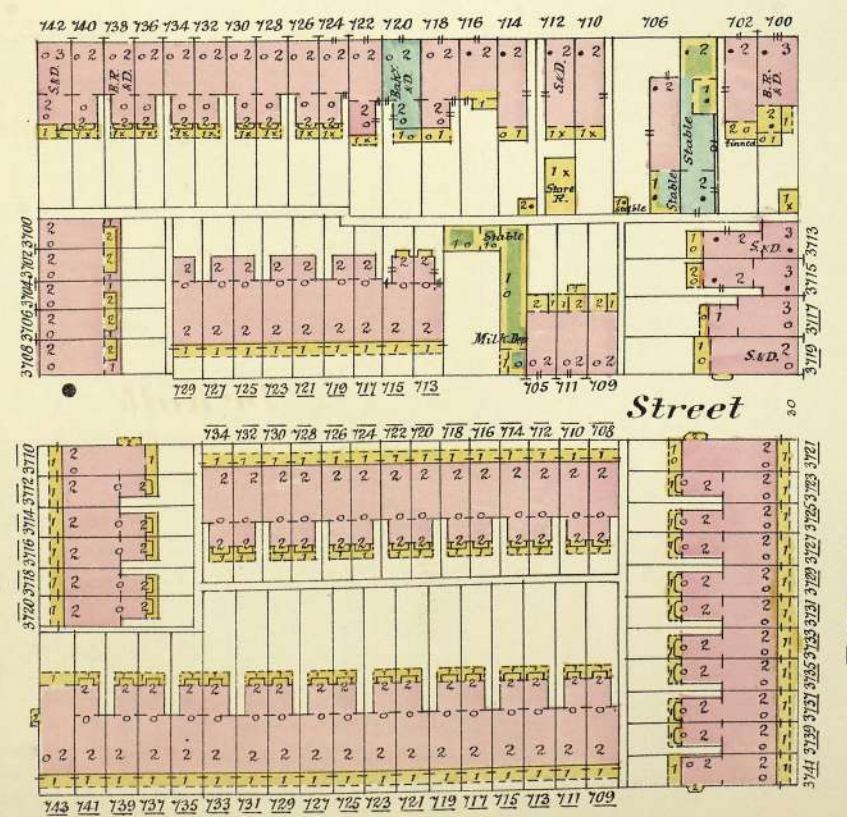 742 740 738 736 734 732 730 728 726 724 722 720 718 716 714 712 710 706 702 700
S.&D.
B.R. &D.
Bak'y &D.
S.&D.
Stable
Stable
Store R.
Stable
Tinned
B.R. &D.
3700 3702 3704 3706 3708
Stable
Milk Dep
S.&D.
S.&D.
3713 3715 3717 3719
729 727 725 723 721 719 717 715 713 705 711 709
Street
30
734 732 730 728 726 724 722 720 718 716 714 712 710 708
3710 3712 3714 3716 3718 3720
3721 3723 3725 3727 3729 3731 3733 3735 3737 3739 3741
743 741 739 737 735 733 731 729 727 725 723 721 719 717 715 713 711 709